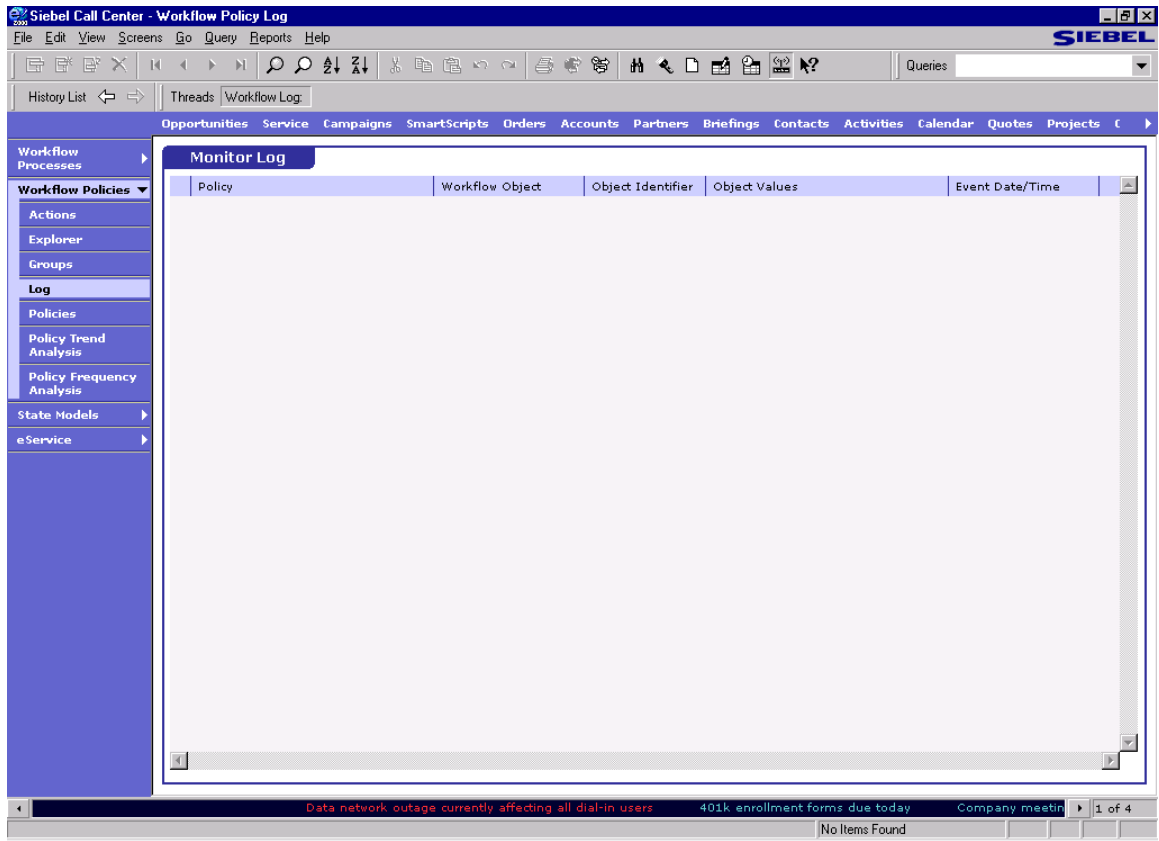 Siebel Call Center - Workflow Policy Log
File Edit View Screens Go Query Reports Help
SIEBEL
Queries
History List Threads Workflow Log:
Opportunities Service Campaigns SmartScripts Orders Accounts Partners Briefings Contacts Activities Calendar Quotes Projects
Workflow
Processes
Workflow Policies
Actions
Explorer
Groups
Log
Policies
Policy Trend
Analysis
Policy Frequency
Analysis
State Models
eService
Monitor Log
Policy Workflow Object Object Identifier Object Values Event Date/Time
Data network outage currently affecting all dial-in users 401k enrollment forms due today Company meetin 1 of 4
No Items Found